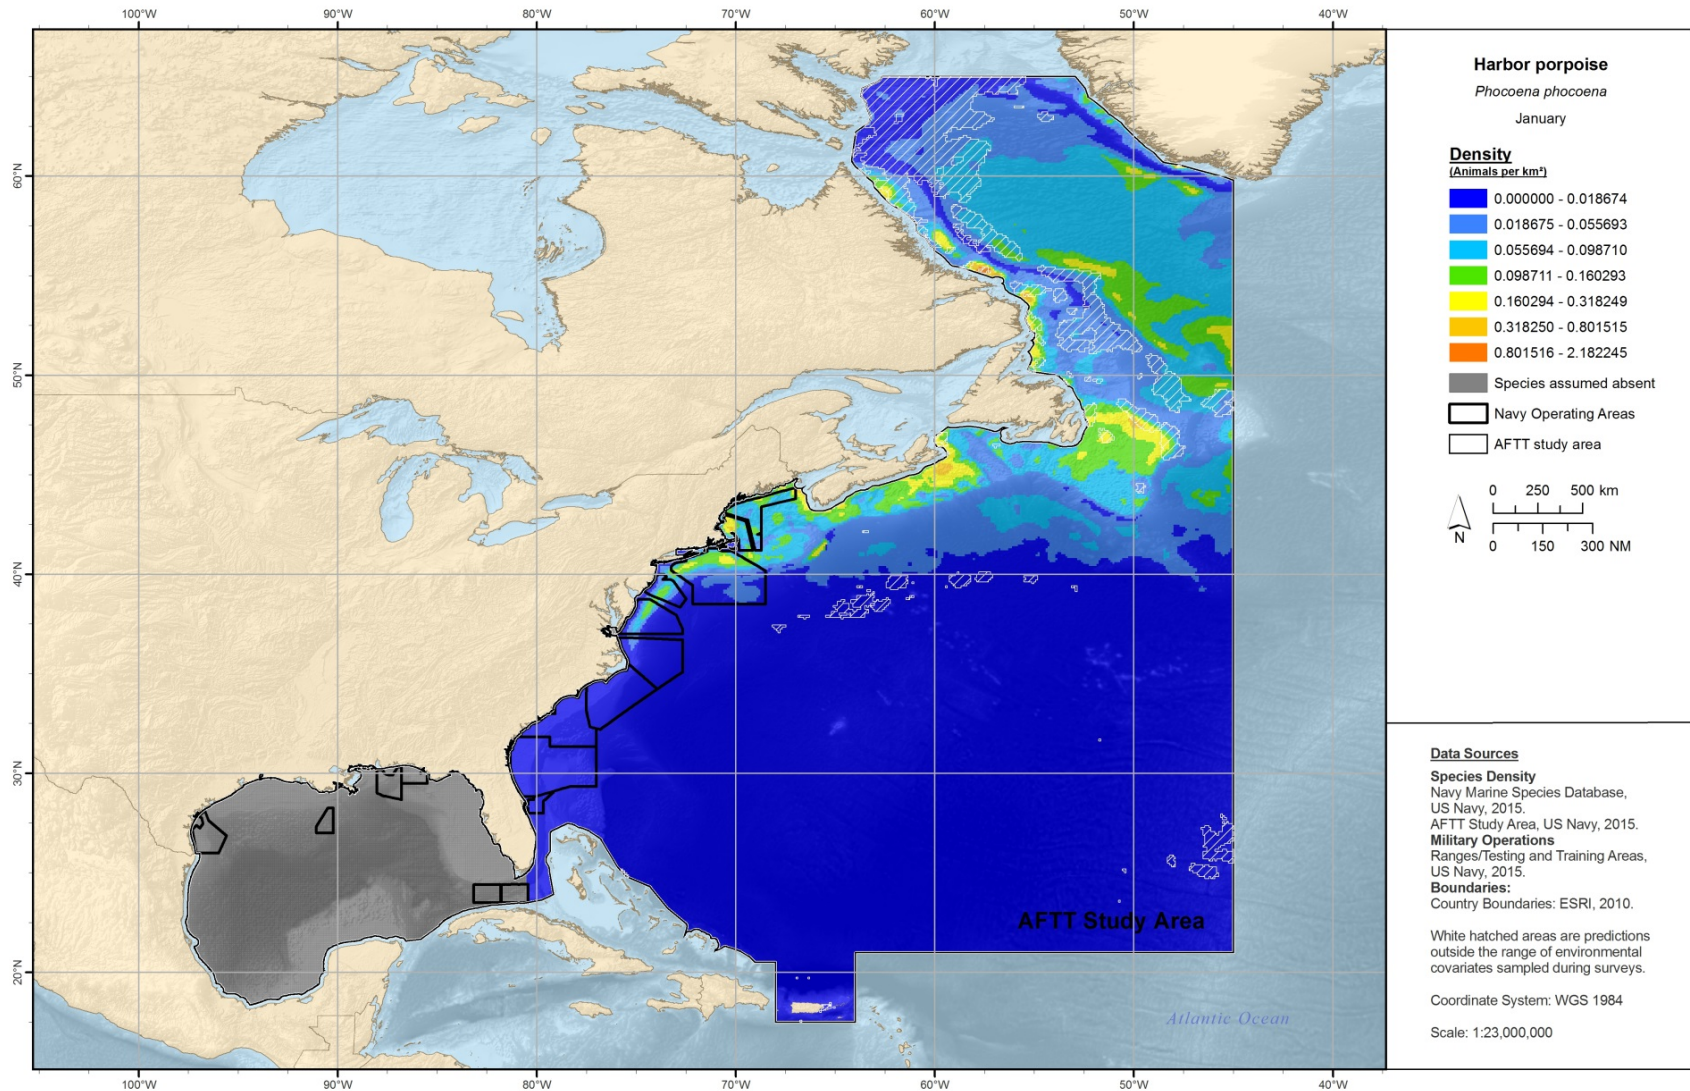 100°W 90°W 80°W 70°W 60°W 50°W 40°W
60°N
50°N
40°N
30°N
20°N
AFTT Study Area
Atlantic Ocean
100°W 90°W 80°W 70°W 60°W 50°W 40°W
Harbor porpoise
Phocoena phocoena
January
Density
(Animals per km²)
0.000000 - 0.018674
0.018675 - 0.055693
0.055694 - 0.098710
0.098711 - 0.160293
0.160294 - 0.318249
0.318250 - 0.801515
0.801516 - 2.182245
Species assumed absent
Navy Operating Areas
AFTT study area
0 250 500 km
0 150 300 NM
N
Data Sources
Species Density
Navy Marine Species Database,
US Navy, 2015.
AFTT Study Area, US Navy, 2015.
Military Operations
Ranges/Testing and Training Areas,
US Navy, 2015.
Boundaries:
Country Boundaries: ESRI, 2010.
White hatched areas are predictions
outside the range of environmental
covariates sampled during surveys.
Coordinate System: WGS 1984
Scale: 1:23,000,000